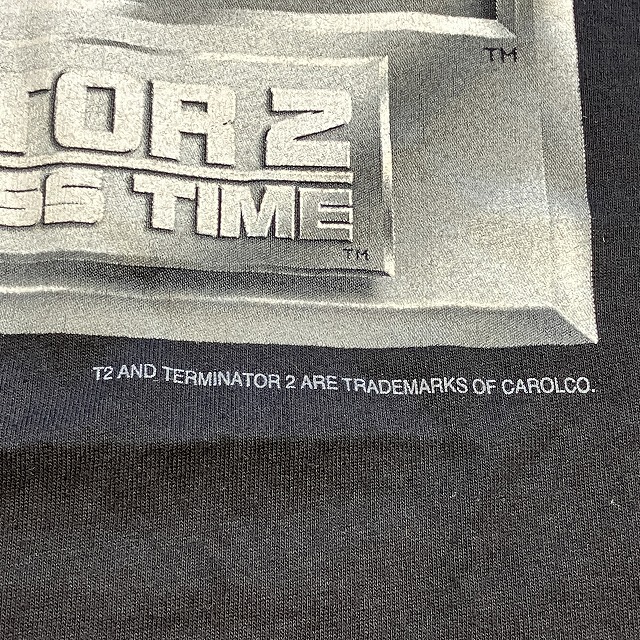 TM
TOR 2
SS TIME
TM
T2 AND TERMINATOR 2 ARE TRADEMARKS OF CAROLCO.